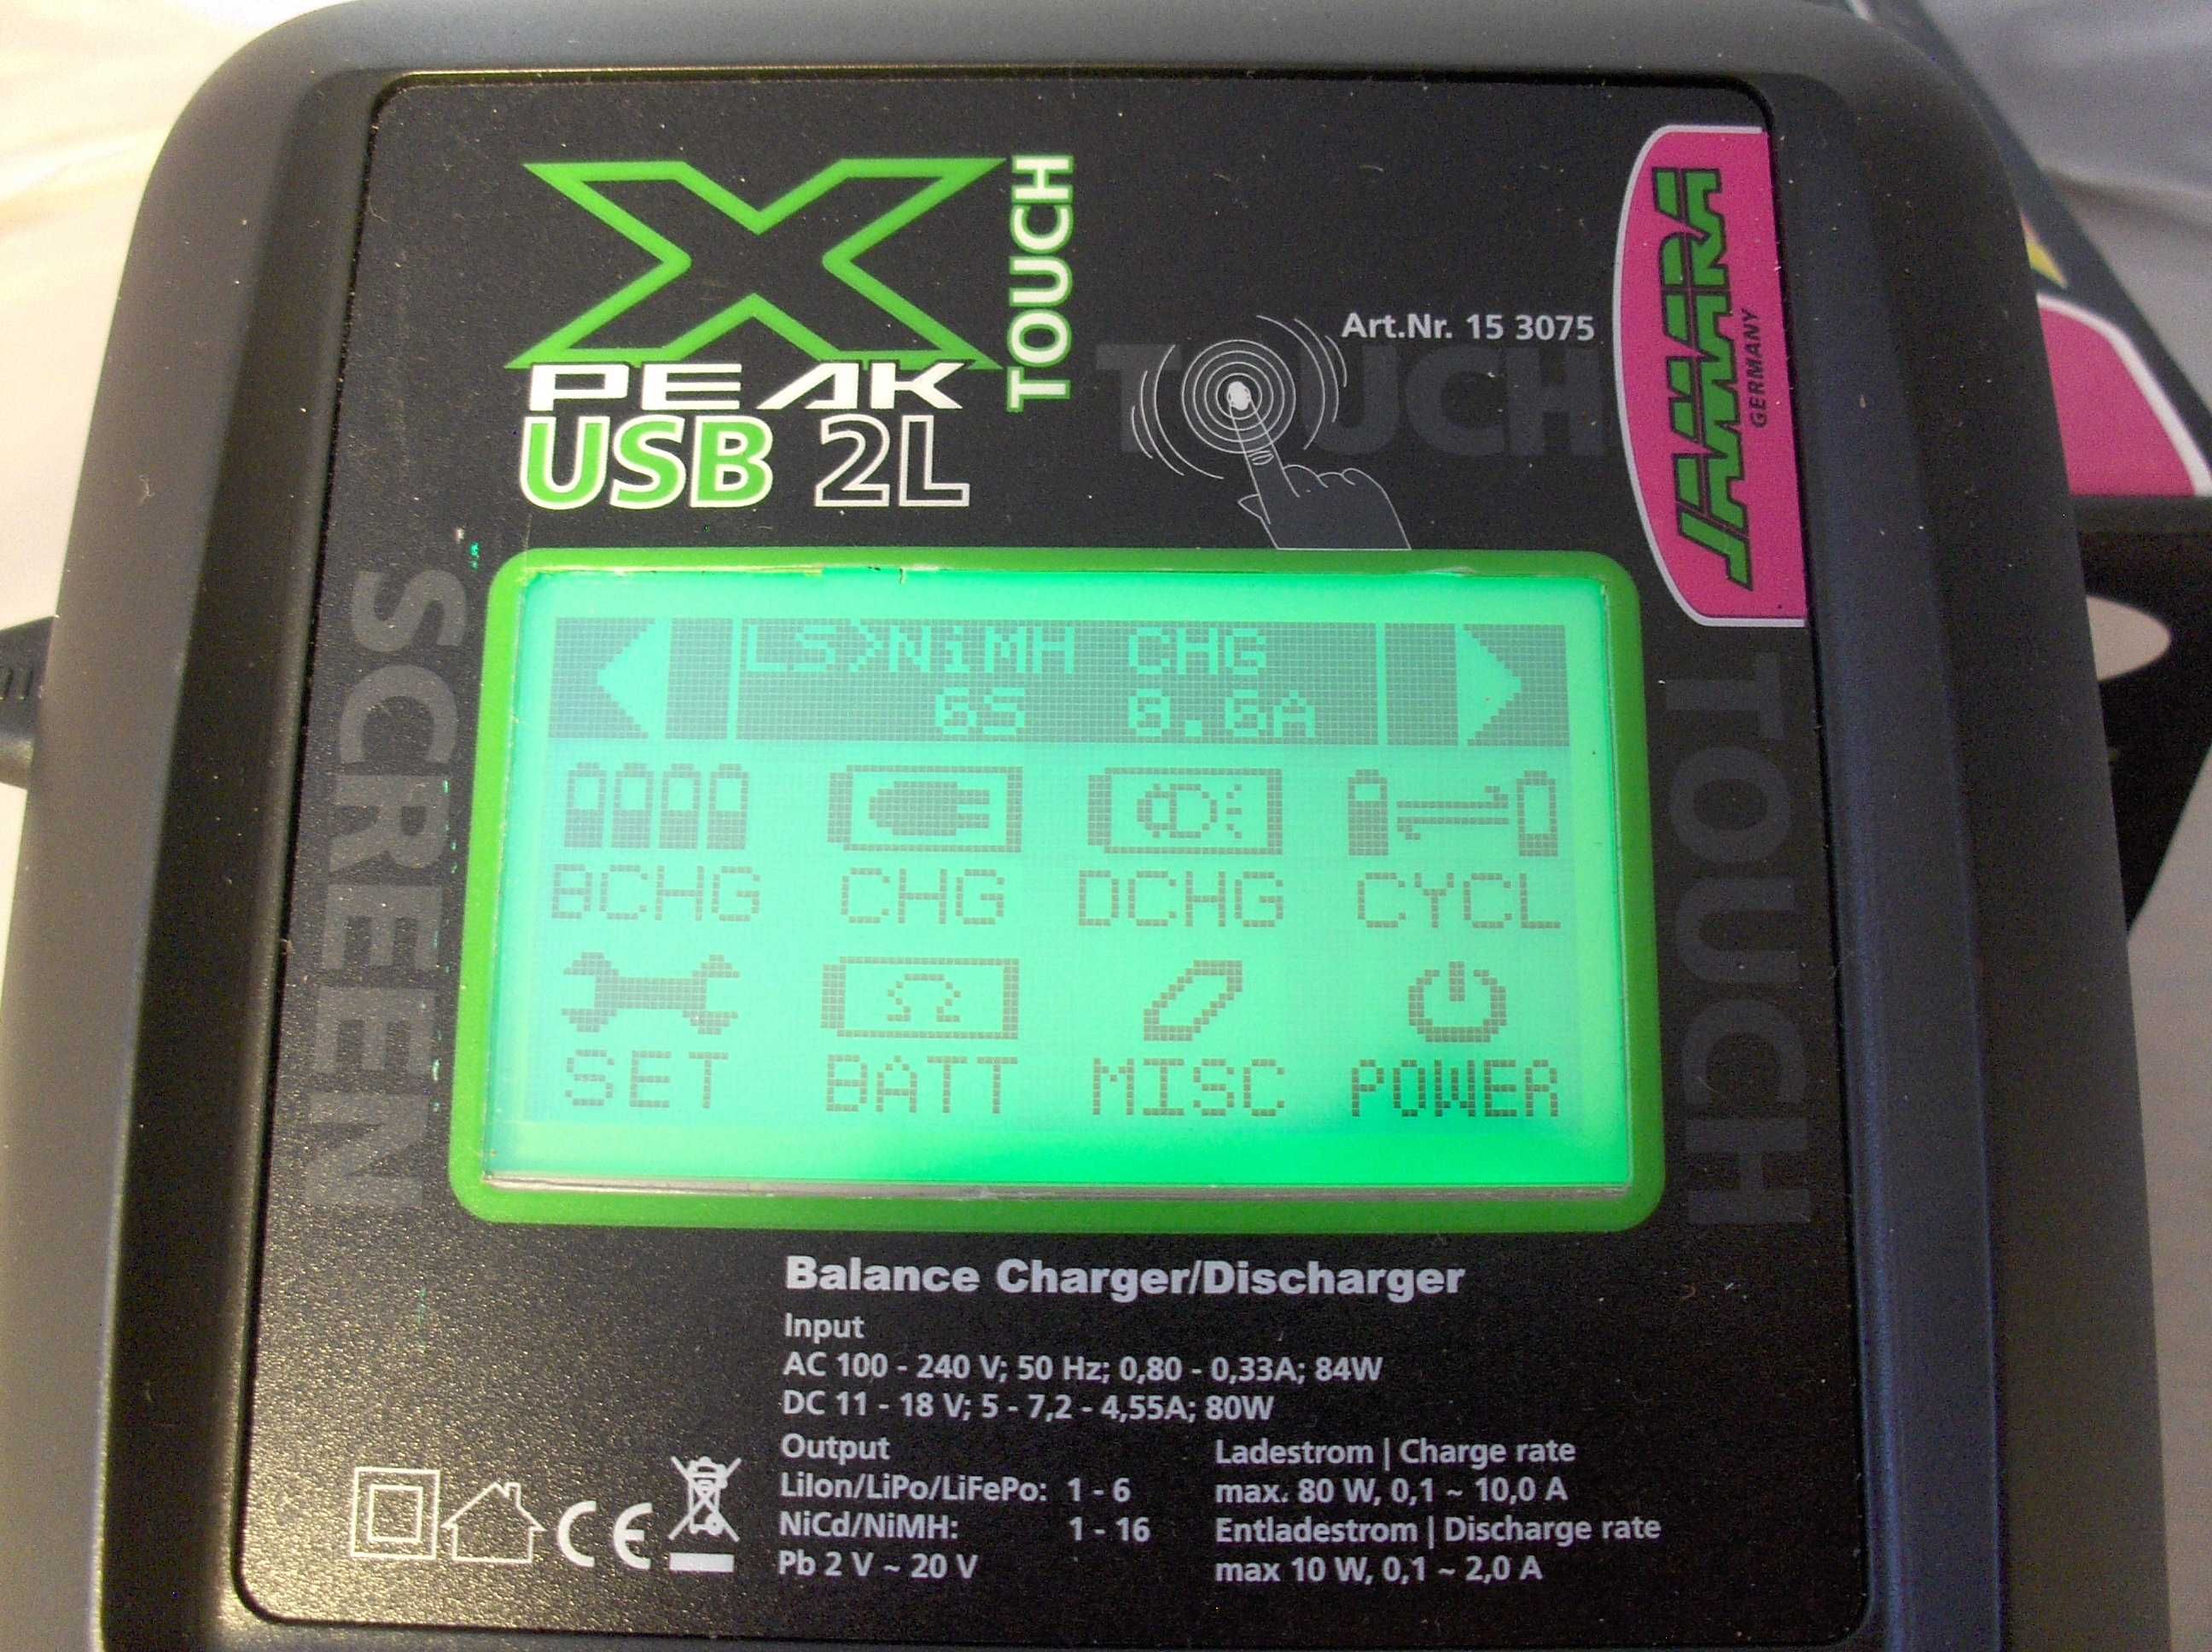 X
TOUCH
PEAK
USB 2L
Art.Nr. 15 3075
TOUCH
JAMARA
GERMANY
SCREEN
TOUCH
LS>NiMH CHG
6S
BCHG CHG DCHG CYCL
SET BATT MISC POWER
Balance Charger/Discharger
Input
AC 100 - 240 V; 50 Hz; 0,80 - 0,33A; 84W
DC 11 - 18 V; 5 - 7,2 - 4,55A; 80W
Output
LiIon/LiPo/LiFePo: 1 - 6
NiCd/NiMH: 1 - 16
Pb 2 V ~ 20 V
Ladestrom | Charge rate
max. 80 W, 0,1 ~ 10,0 A
Entladestrom | Discharge rate
max 10 W, 0,1 ~ 2,0 A
CE